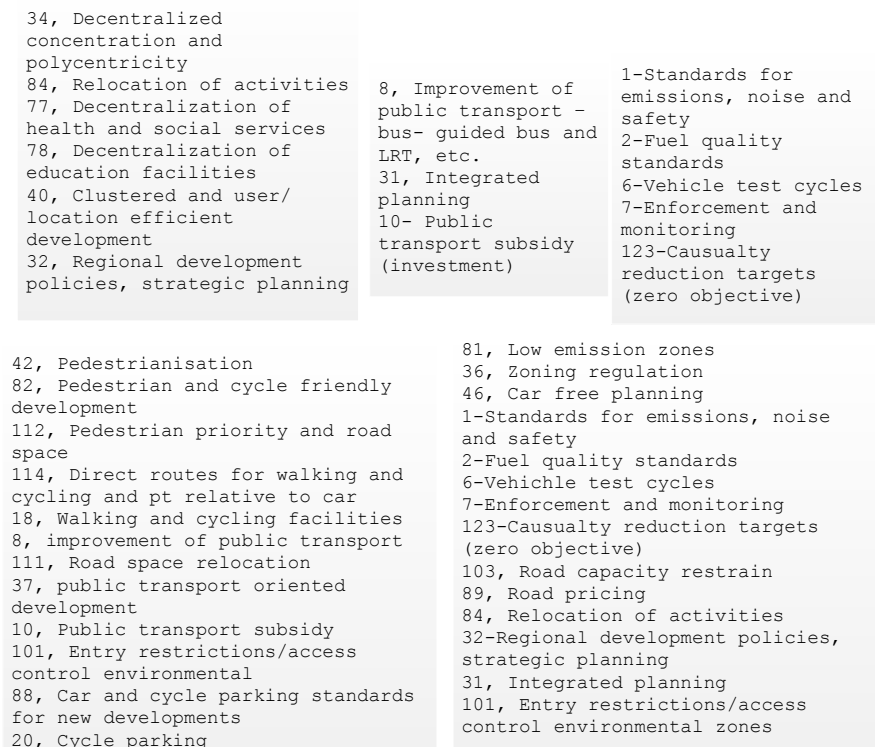 34, Decentralized
concentration and
polycentricity
84, Relocation of activities
77, Decentralization of
health and social services
78, Decentralization of
education facilities
40, Clustered and user/
location efficient
development
32, Regional development
policies, strategic planning
8, Improvement of
public transport –
bus- guided bus and
LRT, etc.
31, Integrated
planning
10- Public
transport subsidy
(investment)
1-Standards for
emissions, noise and
safety
2-Fuel quality
standards
6-Vehicle test cycles
7-Enforcement and
monitoring
123-Causualty
reduction targets
(zero objective)
42, Pedestrianisation
82, Pedestrian and cycle friendly
development
112, Pedestrian priority and road
space
114, Direct routes for walking and
cycling and pt relative to car
18, Walking and cycling facilities
8, improvement of public transport
111, Road space relocation
37, public transport oriented
development
10, Public transport subsidy
101, Entry restrictions/access
control environmental
88, Car and cycle parking standards
for new developments
20, Cycle parking
81, Low emission zones
36, Zoning regulation
46, Car free planning
1-Standards for emissions, noise
and safety
2-Fuel quality standards
6-Vehichle test cycles
7-Enforcement and monitoring
123-Causualty reduction targets
(zero objective)
103, Road capacity restrain
89, Road pricing
84, Relocation of activities
32-Regional development policies,
strategic planning
31, Integrated planning
101, Entry restrictions/access
control environmental zones